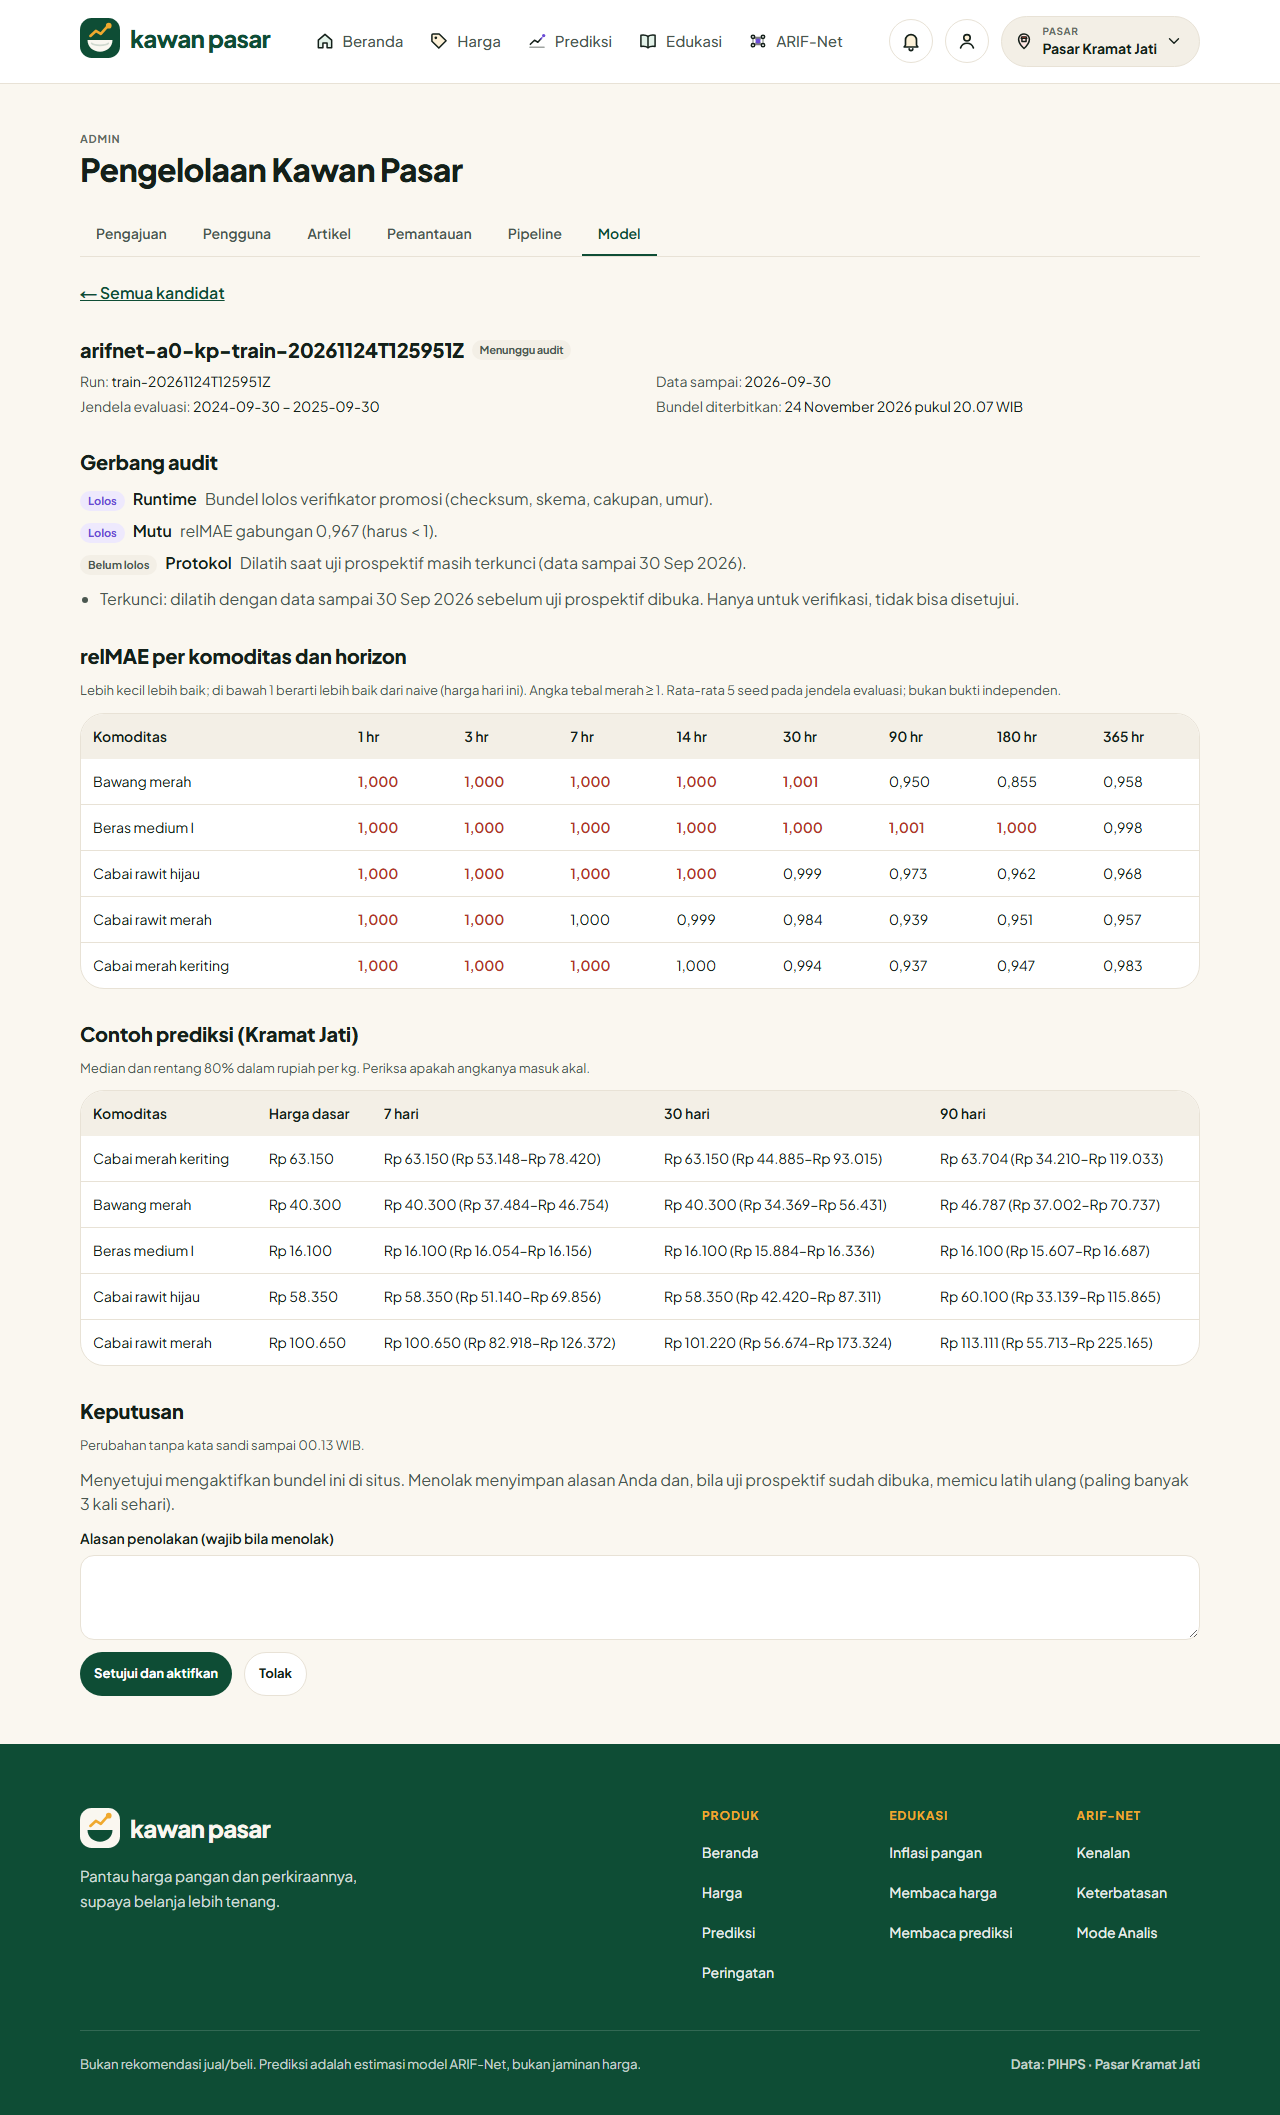 kawan pasar
Beranda
Harga
Prediksi
Edukasi
ARIF-Net
PASAR
Pasar Kramat Jati
ADMIN
Pengelolaan Kawan Pasar
Pengajuan
Pengguna
Artikel
Pemantauan
Pipeline
Model
← Semua kandidat
arifnet-a0-kp-train-20261124T125951Z Menunggu audit
Run: train-20261124T125951Z
Data sampai: 2026-09-30
Jendela evaluasi: 2024-09-30 – 2025-09-30
Bundel diterbitkan: 24 November 2026 pukul 20.07 WIB
Gerbang audit
Lolos Runtime Bundel lolos verifikator promosi (checksum, skema, cakupan, umur).
Lolos Mutu relMAE gabungan 0,967 (harus < 1).
Belum lolos Protokol Dilatih saat uji prospektif masih terkunci (data sampai 30 Sep 2026).
• Terkunci: dilatih dengan data sampai 30 Sep 2026 sebelum uji prospektif dibuka. Hanya untuk verifikasi, tidak bisa disetujui.
relMAE per komoditas dan horizon
Lebih kecil lebih baik; di bawah 1 berarti lebih baik dari naive (harga hari ini). Angka tebal merah ≥ 1. Rata-rata 5 seed pada jendela evaluasi; bukan bukti independen.
Komoditas 1 hr 3 hr 7 hr 14 hr 30 hr 90 hr 180 hr 365 hr
Bawang merah 1,000 1,000 1,000 1,000 1,001 0,950 0,855 0,958
Beras medium I 1,000 1,000 1,000 1,000 1,000 1,001 1,000 0,998
Cabai rawit hijau 1,000 1,000 1,000 1,000 0,999 0,973 0,962 0,968
Cabai rawit merah 1,000 1,000 1,000 0,999 0,984 0,939 0,951 0,957
Cabai merah keriting 1,000 1,000 1,000 1,000 0,994 0,937 0,947 0,983
Contoh prediksi (Kramat Jati)
Median dan rentang 80% dalam rupiah per kg. Periksa apakah angkanya masuk akal.
Komoditas Harga dasar 7 hari 30 hari 90 hari
Cabai merah keriting Rp 63.150 Rp 63.150 (Rp 53.148–Rp 78.420) Rp 63.150 (Rp 44.885–Rp 93.015) Rp 63.704 (Rp 34.210–Rp 119.033)
Bawang merah Rp 40.300 Rp 40.300 (Rp 37.484–Rp 46.754) Rp 40.300 (Rp 34.369–Rp 56.431) Rp 46.787 (Rp 37.002–Rp 70.737)
Beras medium I Rp 16.100 Rp 16.100 (Rp 16.054–Rp 16.156) Rp 16.100 (Rp 15.884–Rp 16.336) Rp 16.100 (Rp 15.607–Rp 16.687)
Cabai rawit hijau Rp 58.350 Rp 58.350 (Rp 51.140–Rp 69.856) Rp 58.350 (Rp 42.420–Rp 87.311) Rp 60.100 (Rp 33.139–Rp 115.865)
Cabai rawit merah Rp 100.650 Rp 100.650 (Rp 82.918–Rp 126.372) Rp 101.220 (Rp 56.674–Rp 173.324) Rp 113.111 (Rp 55.713–Rp 225.165)
Keputusan
Perubahan tanpa kata sandi sampai 00.13 WIB.
Menyetujui mengaktifkan bundel ini di situs. Menolak menyimpan alasan Anda dan, bila uji prospektif sudah dibuka, memicu latih ulang (paling banyak
3 kali sehari).
Alasan penolakan (wajib bila menolak)
Setujui dan aktifkan
Tolak
kawan pasar
Pantau harga pangan dan perkiraannya,
supaya belanja lebih tenang.
PRODUK
Beranda
Harga
Prediksi
Peringatan
EDUKASI
Inflasi pangan
Membaca harga
Membaca prediksi
ARIF-NET
Kenalan
Keterbatasan
Mode Analis
Bukan rekomendasi jual/beli. Prediksi adalah estimasi model ARIF-Net, bukan jaminan harga.
Data: PIHPS · Pasar Kramat Jati